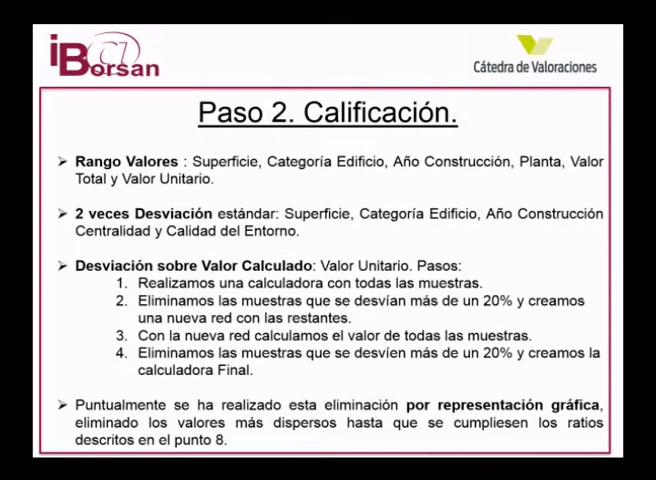 iBorsan
Cátedra de Valoraciones
Paso 2. Calificación.
➢ Rango Valores : Superficie, Categoría Edificio, Año Construcción, Planta, Valor
Total y Valor Unitario.
➢ 2 veces Desviación estándar: Superficie, Categoría Edificio, Año Construcción
Centralidad y Calidad del Entorno.
➢ Desviación sobre Valor Calculado: Valor Unitario. Pasos:
1. Realizamos una calculadora con todas las muestras.
2. Eliminamos las muestras que se desvían más de un 20% y creamos
una nueva red con las restantes.
3. Con la nueva red calculamos el valor de todas las muestras.
4. Eliminamos las muestras que se desvíen más de un 20% y creamos la
calculadora Final.
➢ Puntualmente se ha realizado esta eliminación por representación gráfica,
eliminado los valores más dispersos hasta que se cumpliesen los ratios
descritos en el punto 8.